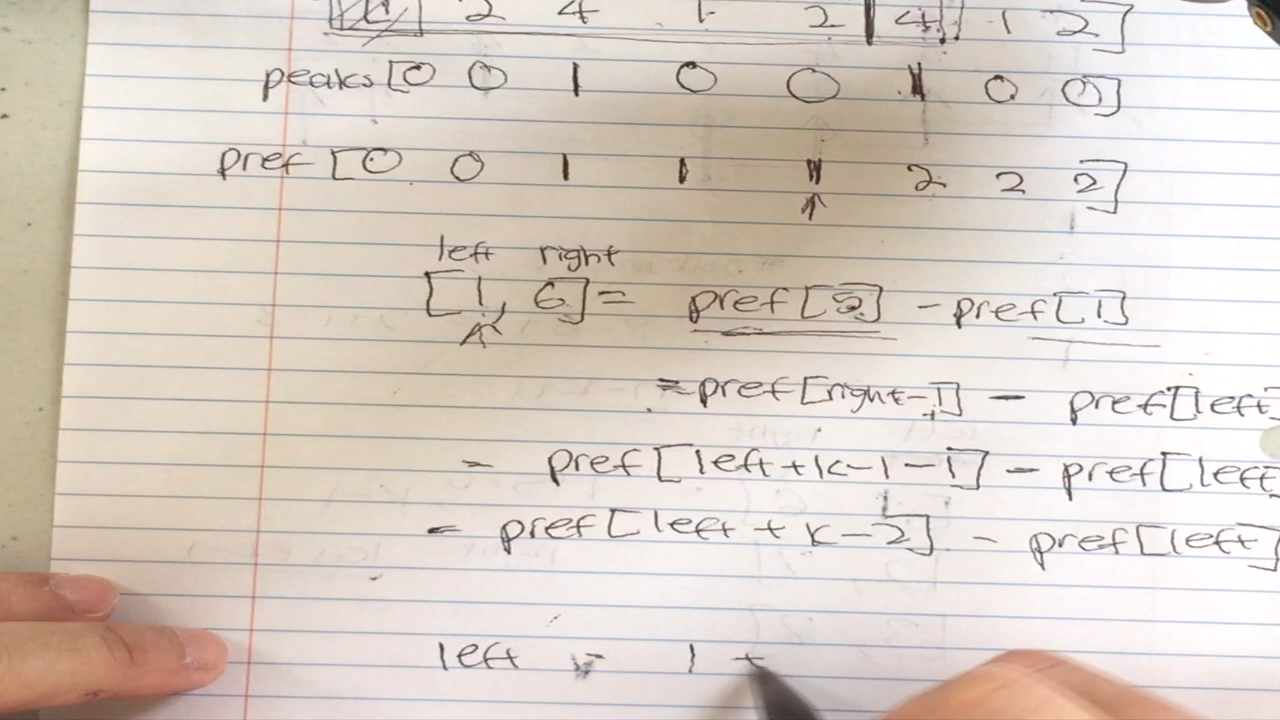 2 4 1 2 4 1 2]
peaks [0 0 1 0 0 1 0 0]
pref [0 0 1 1 1 2 2 2]
left right
[1, 6] = pref[5] - pref[1]
= pref[right-1] - pref[left]
= pref[left+k-1-1] - pref[left]
= pref[left + k-2] - pref[left]
left = 1 +